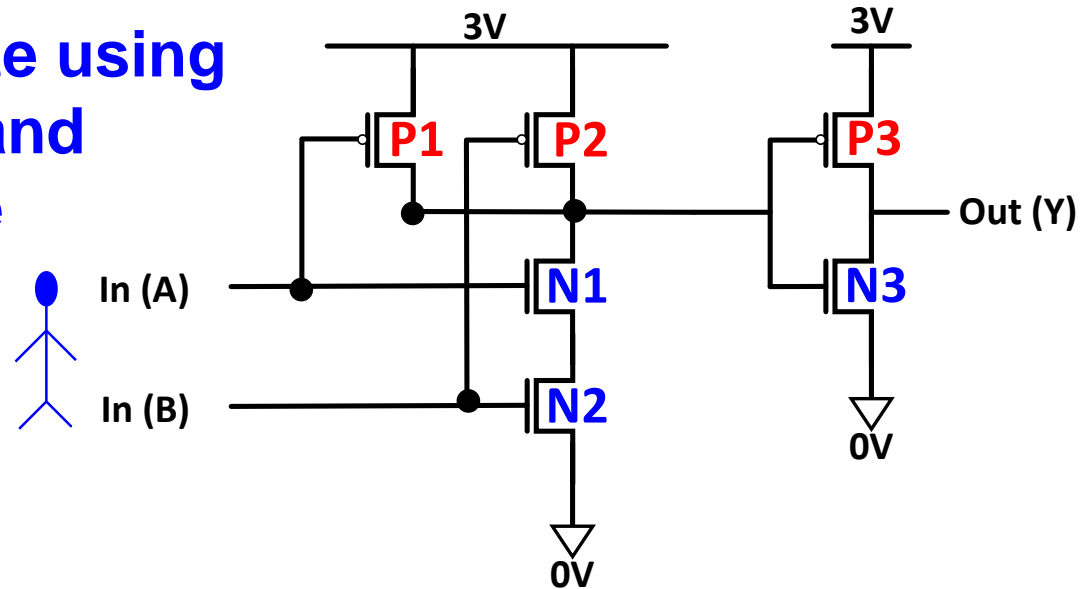 using
and
3V
3V
P1
P2
P3
Out (Y)
In (A)
N1
N3
In (B)
N2
0V
0V